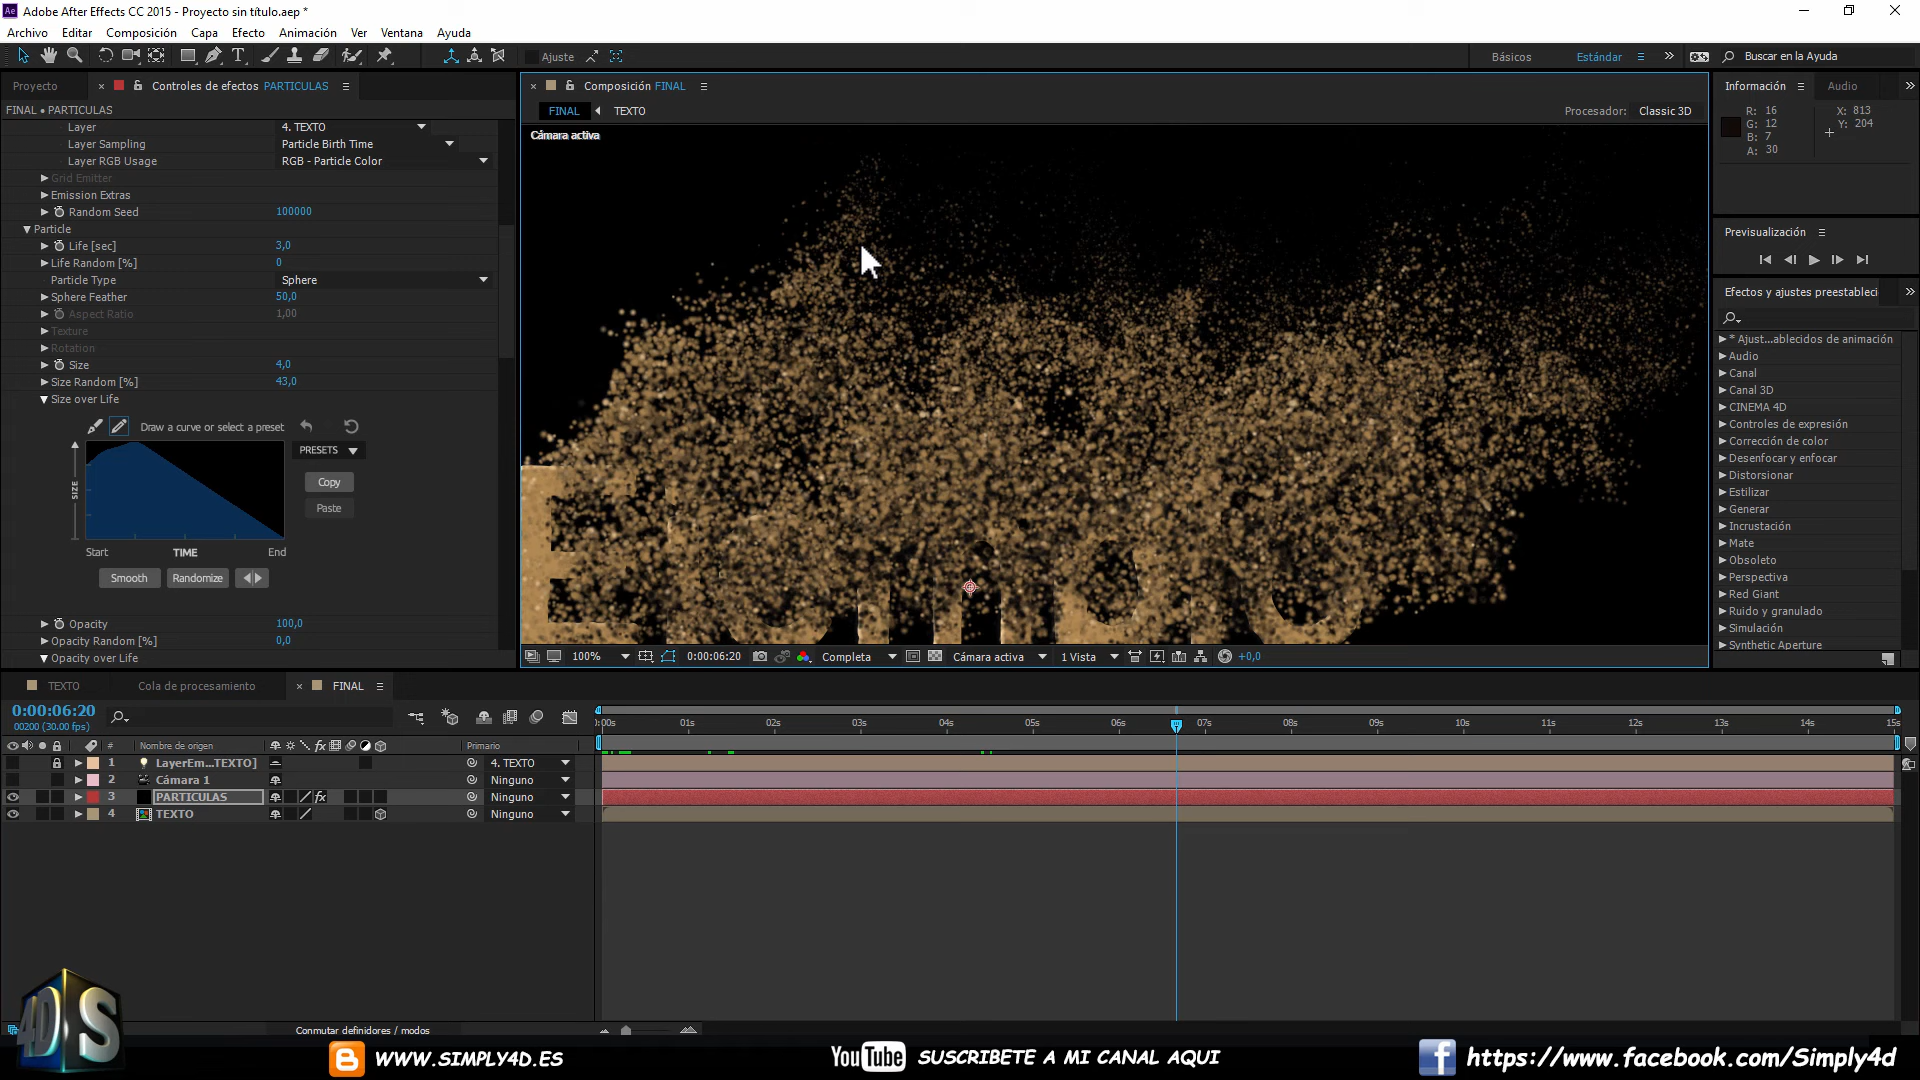 Adobe After Effects CC 2015 - Proyecto sin título.aep *
Archivo Editar Composición Capa Efecto Animación Ver Ventana Ayuda
Ajuste
Básicos Estándar Buscar en la Ayuda
Proyecto Controles de efectos PARTICULAS
FINAL • PARTICULAS
Layer 4. TEXTO
Layer Sampling Particle Birth Time
Layer RGB Usage RGB - Particle Color
Grid Emitter
Emission Extras
Random Seed 100000
Particle
Life [sec] 3,0
Life Random [%] 0
Particle Type Sphere
Sphere Feather 50,0
Aspect Ratio 1,00
Texture
Rotation
Size 4,0
Size Random [%] 43,0
Size over Life
Draw a curve or select a preset
PRESETS
Copy
Paste
SIZE
Start TIME End
Smooth Randomize
Opacity 100,0
Opacity Random [%] 0,0
Opacity over Life
Composición FINAL
FINAL TEXTO
Procesador: Classic 3D
Cámara activa
100% 0:00:06:20 Completa Cámara activa 1 Vista +0,0
Información Audio
R: 16 X: 813
G: 12 Y: 204
B: 7
A: 30
Previsualización
Efectos y ajustes preestableci
* Ajust...ablecidos de animación
Audio
Canal
Canal 3D
CINEMA 4D
Controles de expresión
Corrección de color
Desenfocar y enfocar
Distorsionar
Estilizar
Generar
Incrustación
Mate
Obsoleto
Perspectiva
Red Giant
Ruido y granulado
Simulación
Synthetic Aperture
TEXTO Cola de procesamiento FINAL
0:00:06:20
00200 (30.00 fps)
:00s 01s 02s 03s 04s 05s 06s 07s 08s 09s 10s 11s 12s 13s 14s 15s
# Nombre de origen fx Primario
1 LayerEm...TEXTO] 4. TEXTO
2 Cámara 1 Ninguno
3 PARTICULAS fx Ninguno
4 TEXTO Ninguno
Conmutar definidores / modos
4DS
WWW.SIMPLY4D.ES
YouTube SUSCRIBETE A MI CANAL AQUI
https://www.facebook.com/Simply4d